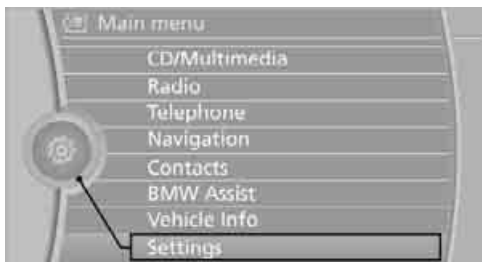 Main menu
CD/Multimedia
Radio
Telephone
Navigation
Contacts
BMW Assist
Vehicle Info
Settings